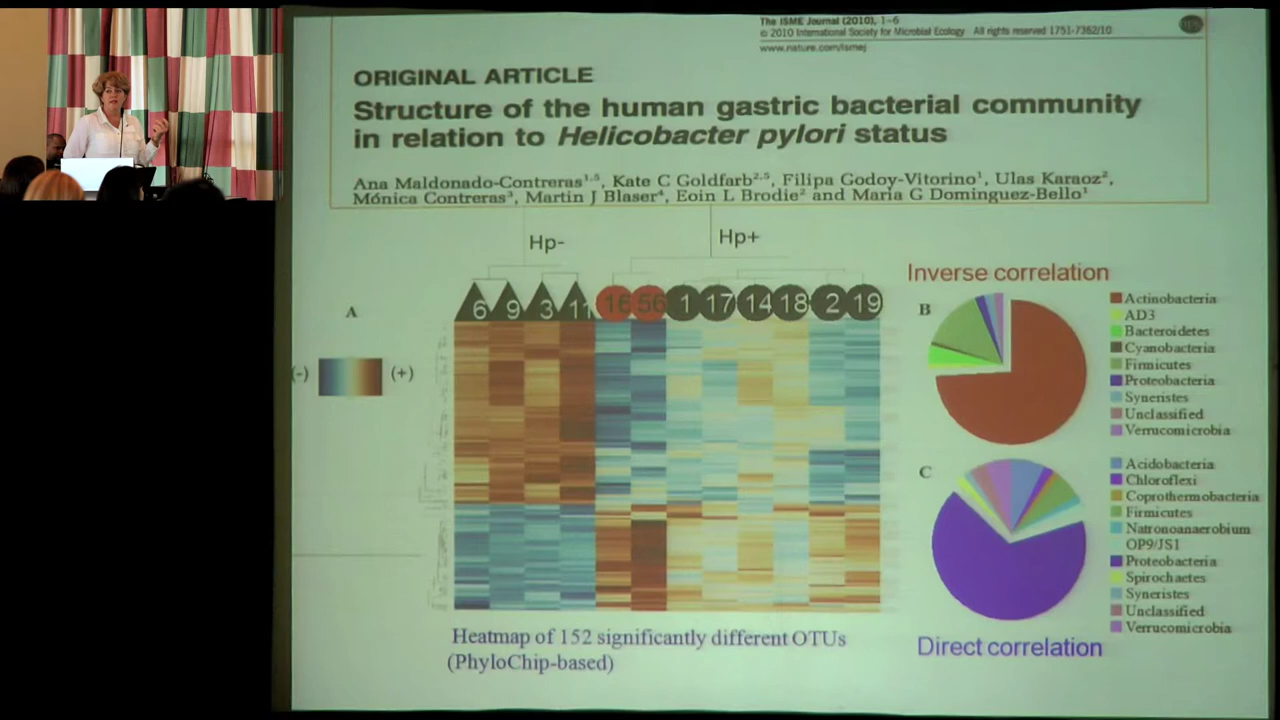 The ISME Journal (2010), 1–6
© 2010 International Society for Microbial Ecology All rights reserved 1751-7362/10
www.nature.com/ismej
ORIGINAL ARTICLE
Structure of the human gastric bacterial community
in relation to Helicobacter pylori status
Ana Maldonado-Contreras1,5, Kate C Goldfarb2,5, Filipa Godoy-Vitorino1, Ulas Karaoz2,
Mónica Contreras3, Martin J Blaser4, Eoin L Brodie2 and Maria G Dominguez-Bello1
Hp-
Hp+
A
(-)
(+)
6 9 3 11 16 56 1 17 14 18 2 19
Heatmap of 152 significantly different OTUs
(PhyloChip-based)
Inverse correlation
B
Actinobacteria
AD3
Bacteroidetes
Cyanobacteria
Firmicutes
Proteobacteria
Syneristes
Unclassified
Verrucomicrobia
C
Acidobacteria
Chloroflexi
Coprothermobacteria
Firmicutes
Natronoanaerobium
OP9/JS1
Proteobacteria
Spirochaetes
Syneristes
Unclassified
Verrucomicrobia
Direct correlation